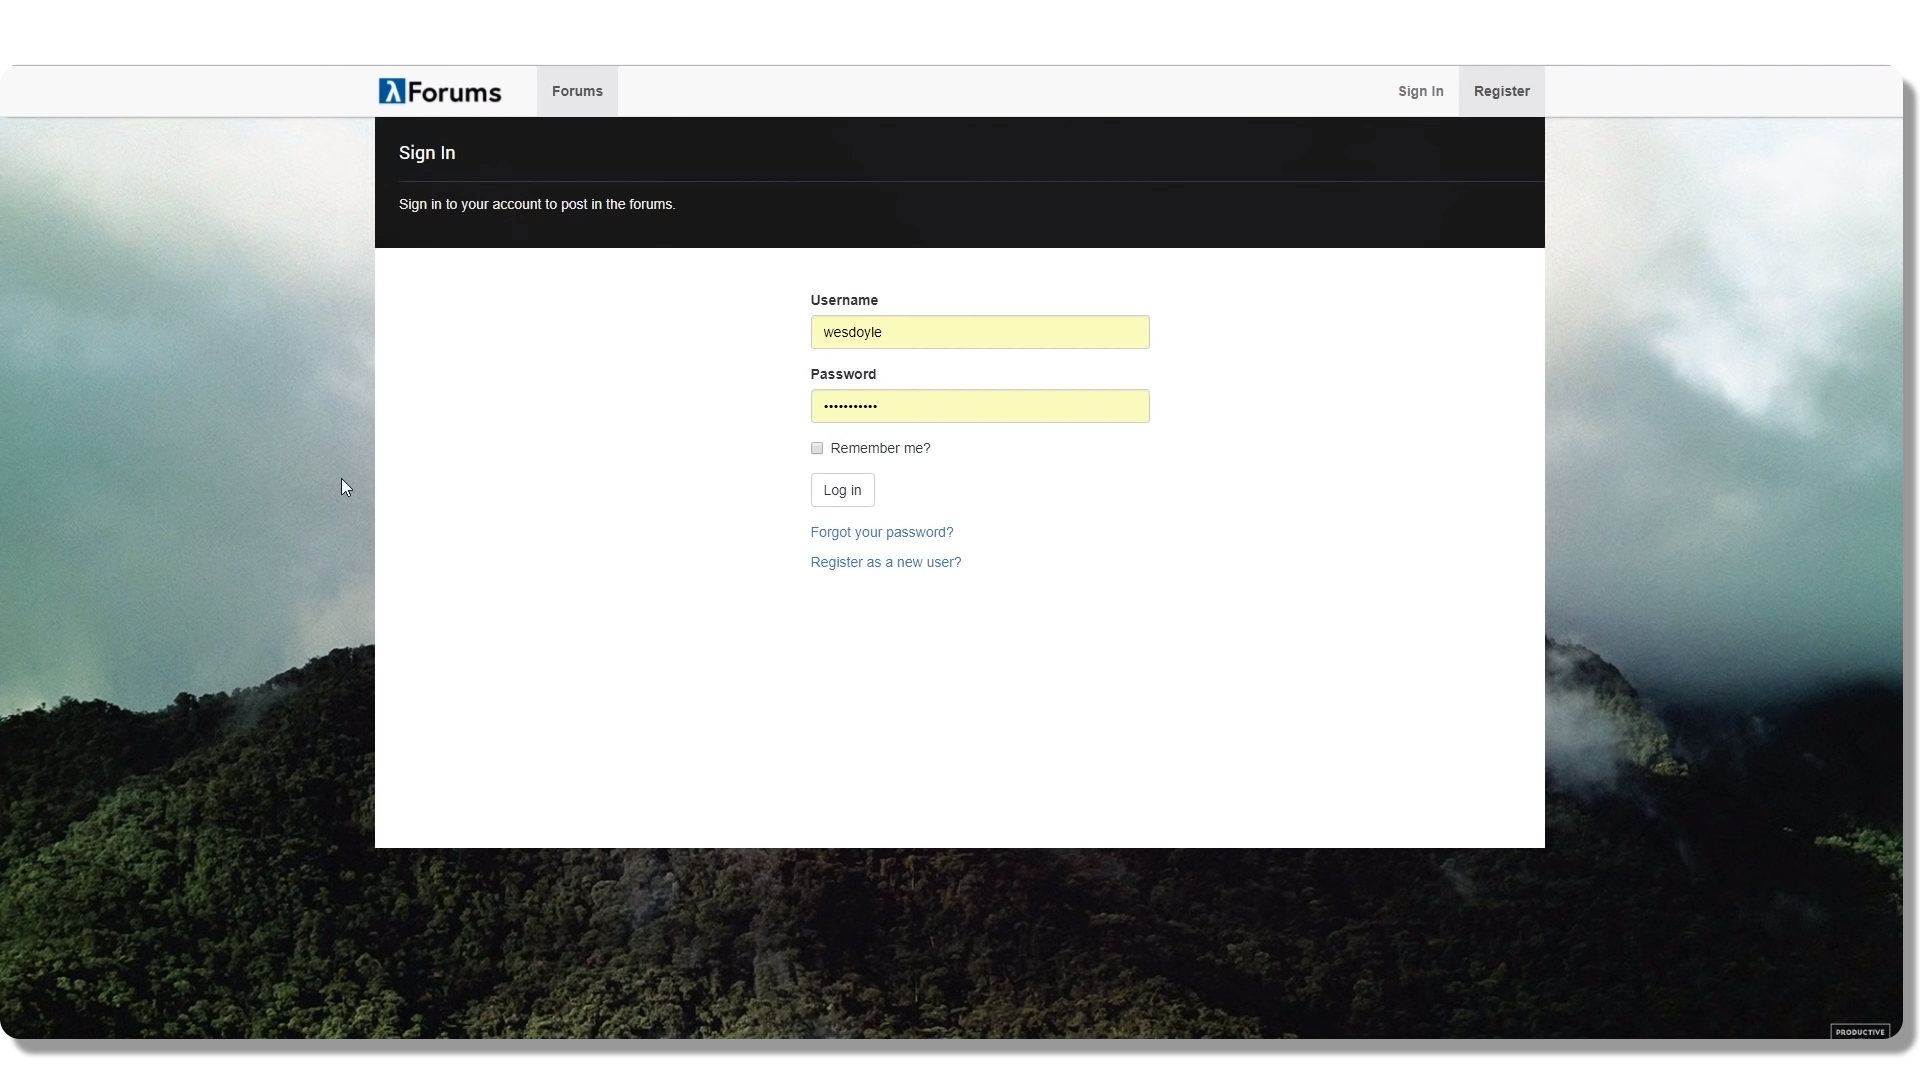 λForums
Forums
Sign In
Register
Sign In
Sign in to your account to post in the forums.
Username
wesdoyle
Password
•••••••••••
Remember me?
Log in
Forgot your password?
Register as a new user?
PRODUCTIVE